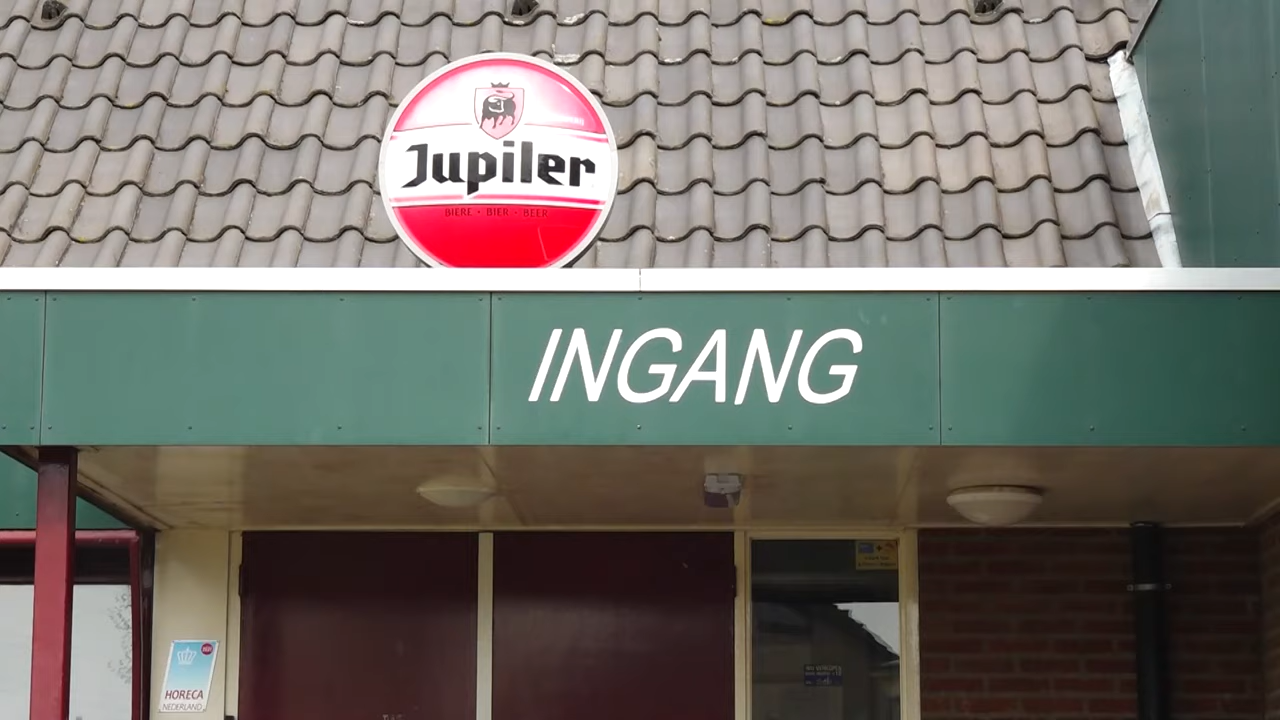 Jupiler
BIERE · BIER · BEER
INGANG
HORECA
NEDERLAND